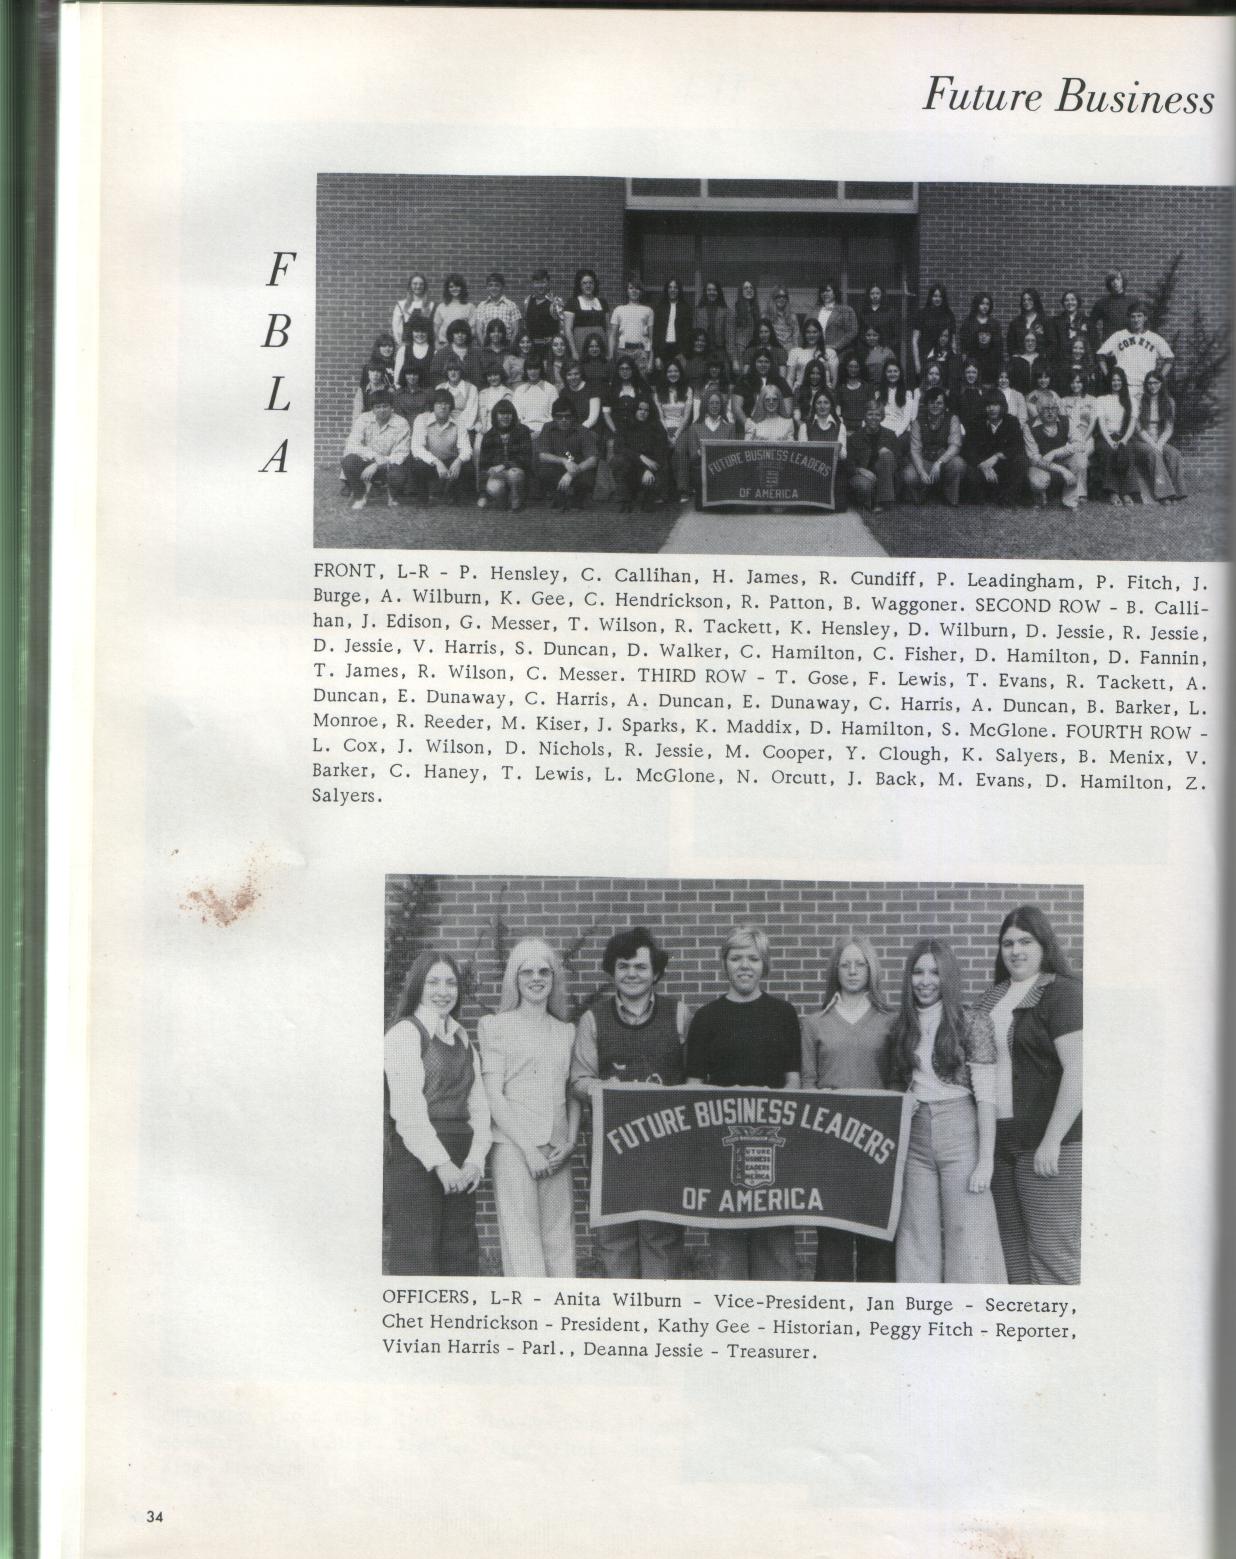 Future Business
F
B
L
A
COMETS
FUTURE BUSINESS LEADERS
OF AMERICA
FRONT, L-R - P. Hensley, C. Callihan, H. James, R. Cundiff, P. Leadingham, P. Fitch, J.
Burge, A. Wilburn, K. Gee, C. Hendrickson, R. Patton, B. Waggoner. SECOND ROW - B. Calli-
han, J. Edison, G. Messer, T. Wilson, R. Tackett, K. Hensley, D. Wilburn, D. Jessie, R. Jessie,
D. Jessie, V. Harris, S. Duncan, D. Walker, C. Hamilton, C. Fisher, D. Hamilton, D. Fannin,
T. James, R. Wilson, C. Messer. THIRD ROW - T. Gose, F. Lewis, T. Evans, R. Tackett, A.
Duncan, E. Dunaway, C. Harris, A. Duncan, E. Dunaway, C. Harris, A. Duncan, B. Barker, L.
Monroe, R. Reeder, M. Kiser, J. Sparks, K. Maddix, D. Hamilton, S. McGlone. FOURTH ROW -
L. Cox, J. Wilson, D. Nichols, R. Jessie, M. Cooper, Y. Clough, K. Salyers, B. Menix, V.
Barker, C. Haney, T. Lewis, L. McGlone, N. Orcutt, J. Back, M. Evans, D. Hamilton, Z.
Salyers.
FUTURE BUSINESS LEADERS
FUTURE
BUSINESS
LEADERS
AMERICA
OF AMERICA
OFFICERS, L-R - Anita Wilburn - Vice-President, Jan Burge - Secretary,
Chet Hendrickson - President, Kathy Gee - Historian, Peggy Fitch - Reporter,
Vivian Harris - Parl., Deanna Jessie - Treasurer.
34